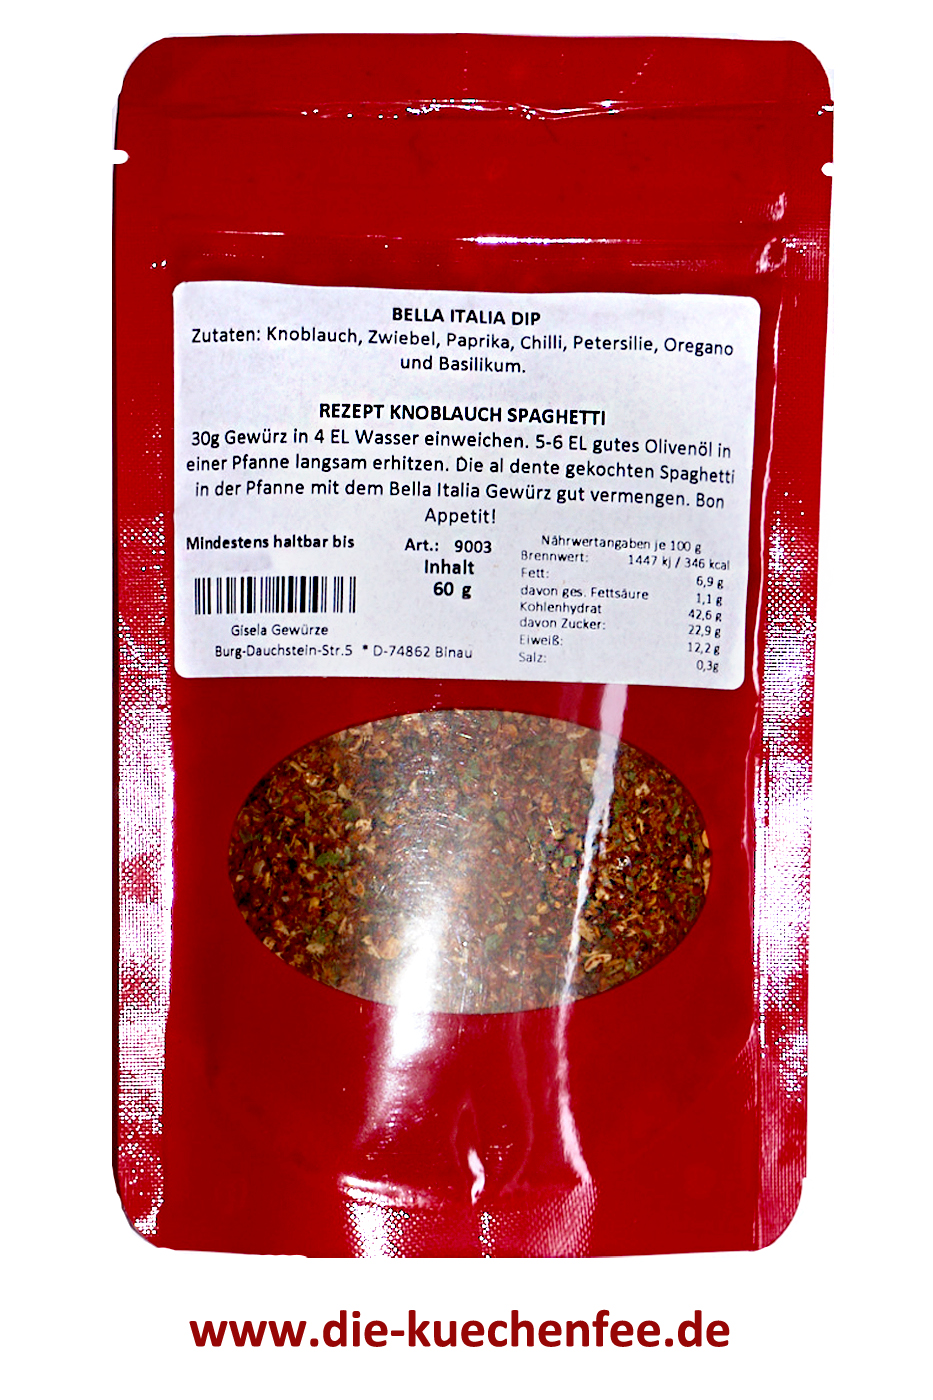 BELLA ITALIA DIP
Zutaten: Knoblauch, Zwiebel, Paprika, Chilli, Petersilie, Oregano
und Basilikum.
REZEPT KNOBLAUCH SPAGHETTI
30g Gewürz in 4 EL Wasser einweichen. 5-6 EL gutes Olivenöl in
einer Pfanne langsam erhitzen. Die al dente gekochten Spaghetti
in der Pfanne mit dem Bella Italia Gewürz gut vermengen. Bon
Appetit!
Mindestens haltbar bis
Art.: 9003
Inhalt
60 g
Gisela Gewürze
Burg-Dauchstein-Str.5 * D-74862 Binau
Nährwertangaben je 100 g
Brennwert: 1447 kj / 346 kcal
Fett: 6,9 g
davon ges. Fettsäure 1,1 g
Kohlenhydrat 42,6 g
davon Zucker: 22,9 g
Eiweiß: 12,2 g
Salz: 0,3g
www.die-kuechenfee.de